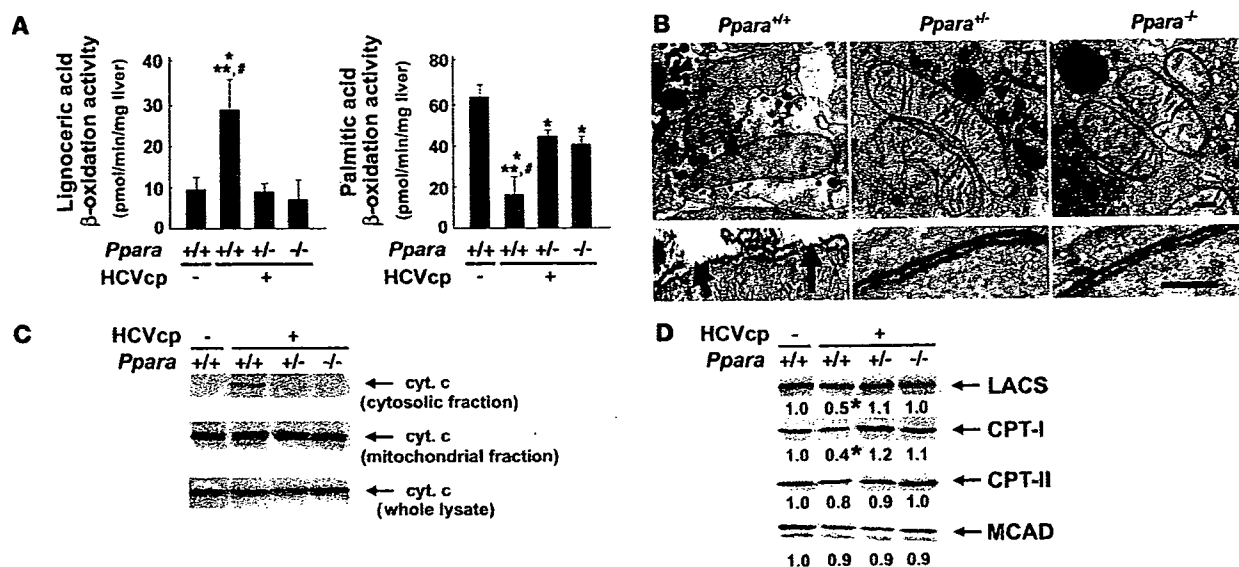 A
Lignoceric acid
β-oxidation activity
(pmol/min/mg liver)
40
30
20
10
0
*
**,#
Ppara +/+ +/+ +/- -/-
HCVcp - +
Palmitic acid
β-oxidation activity
(pmol/min/mg liver)
80
60
40
20
0
*
**,#
*
*
Ppara +/+ +/+ +/- -/-
HCVcp - +
B
Ppara+/+ Ppara+/- Ppara-/-
C
HCVcp - +
Ppara +/+ +/+ +/- -/-
cyt. c
(cytosolic fraction)
cyt. c
(mitochondrial fraction)
cyt. c
(whole lysate)
D
HCVcp - +
Ppara +/+ +/+ +/- -/-
LACS
1.0 0.5* 1.1 1.0
CPT-I
1.0 0.4* 1.2 1.1
CPT-II
1.0 0.8 0.9 1.0
MCAD
1.0 0.9 0.9 0.9